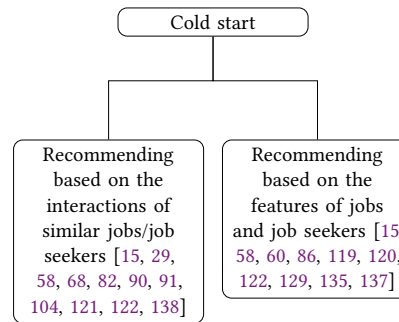 Cold start
Recommending
based on the
interactions of
similar jobs/job
seekers [15, 29,
58, 68, 82, 90, 91,
104, 121, 122, 138]
Recommending
based on the
features of jobs
and job seekers [15,
58, 60, 86, 119, 120,
122, 129, 135, 137]